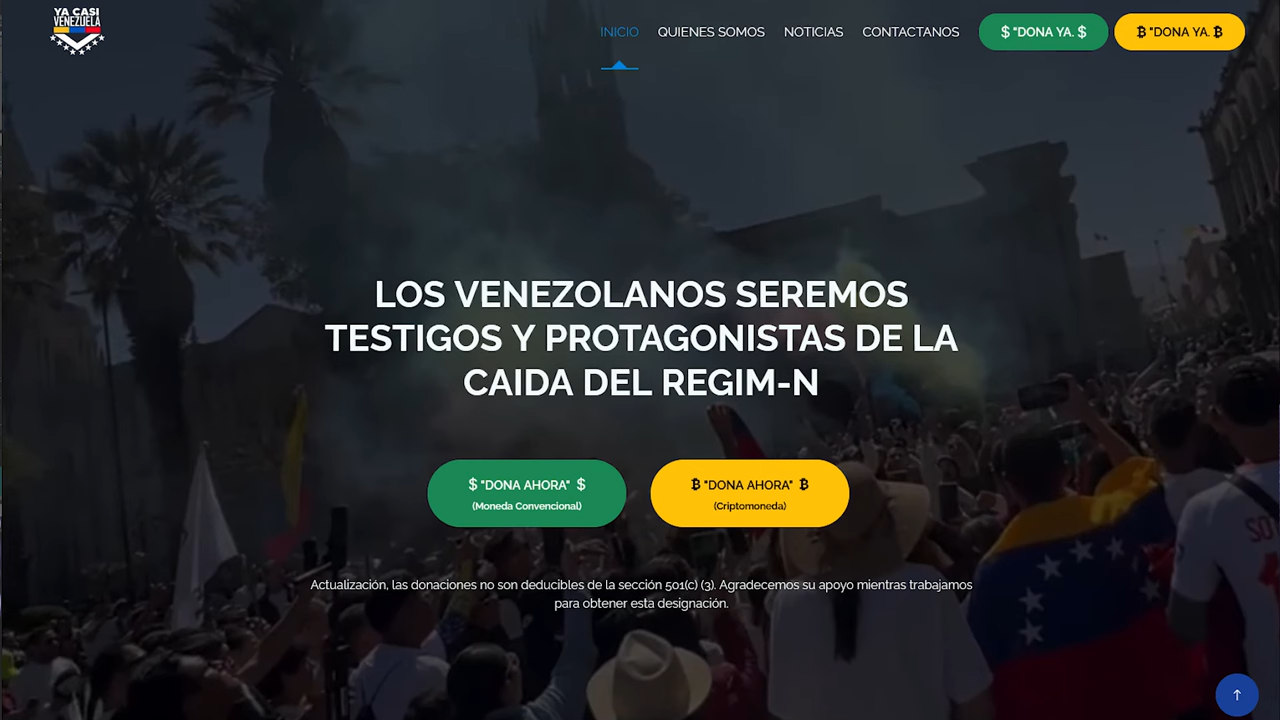 YA CASI
VENEZUELA
INICIO
QUIENES SOMOS
NOTICIAS
CONTACTANOS
$ "DONA YA. $
₿ "DONA YA. ₿
LOS VENEZOLANOS SEREMOS
TESTIGOS Y PROTAGONISTAS DE LA
CAIDA DEL REGIM-N
$ "DONA AHORA" $
(Moneda Convencional)
₿ "DONA AHORA" ₿
(Criptomoneda)
Actualización, las donaciones no son deducibles de la sección 501(c) (3). Agradecemos su apoyo mientras trabajamos
para obtener esta designación.
SO